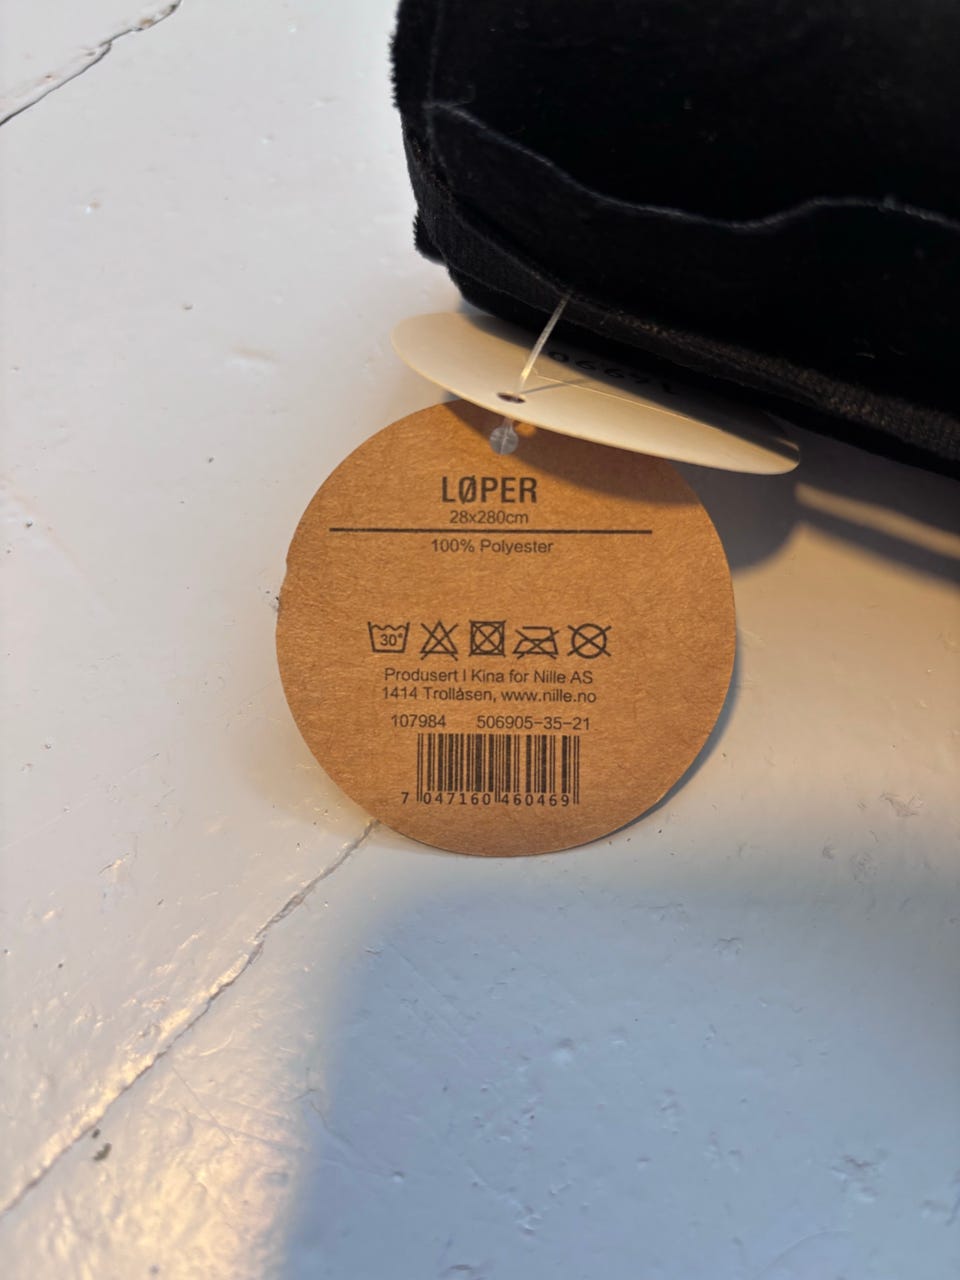 LØPER
28x280cm
100% Polyester
30°
Produsert I Kina for Nille AS
1414 Trollåsen, www.nille.no
107984 506905-35-21
7 047160 460469